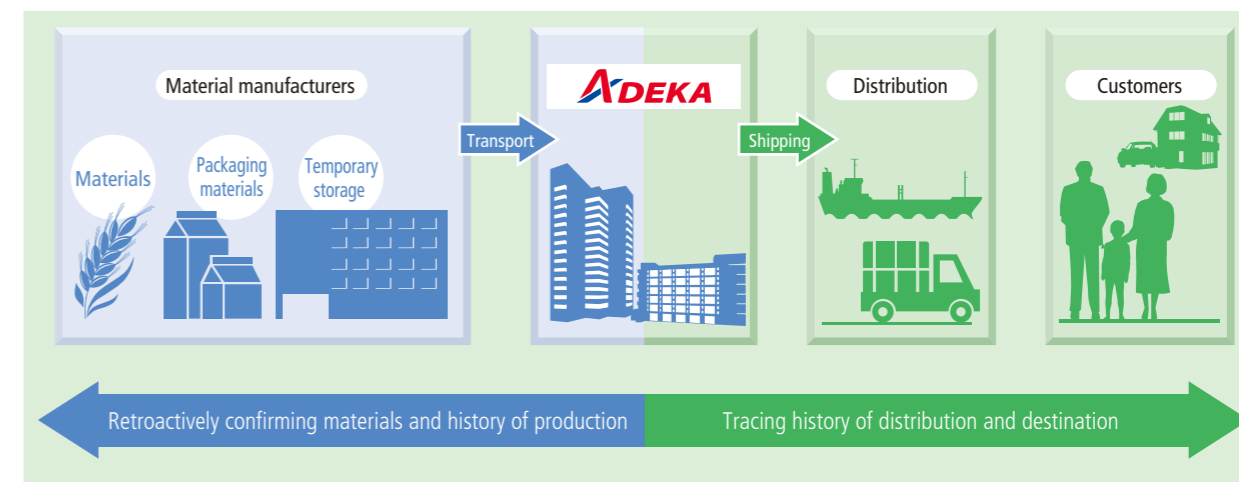 Material manufacturers
Materials
Packaging
materials
Temporary
storage
Transport
ADEKA
Shipping
Distribution
Customers
Retroactively confirming materials and history of production
Tracing history of distribution and destination